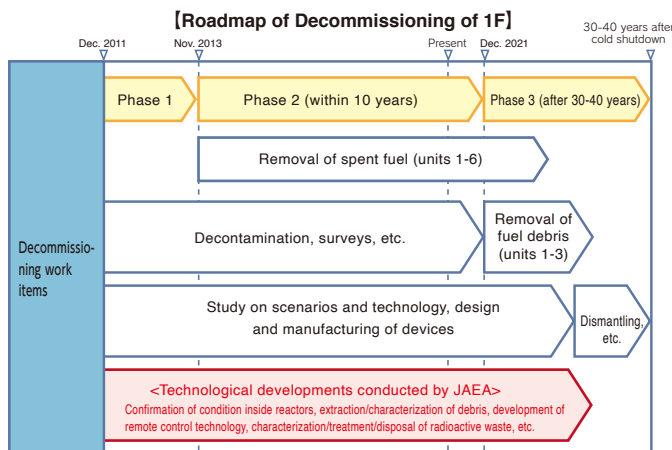 【Roadmap of Decommissioning of 1F】
Dec. 2011
Nov. 2013
Present
Dec. 2021
30-40 years after
cold shutdown
Phase 1
Phase 2 (within 10 years)
Phase 3 (after 30-40 years)
Removal of spent fuel (units 1-6)
Decommissio-
ning work
items
Decontamination, surveys, etc.
Removal of
fuel debris
(units 1-3)
Study on scenarios and technology, design
and manufacturing of devices
Dismantling,
etc.
<Technological developments conducted by JAEA>
Confirmation of condition inside reactors, extraction/characterization of debris, development of
remote control technology, characterization/treatment/disposal of radioactive waste, etc.